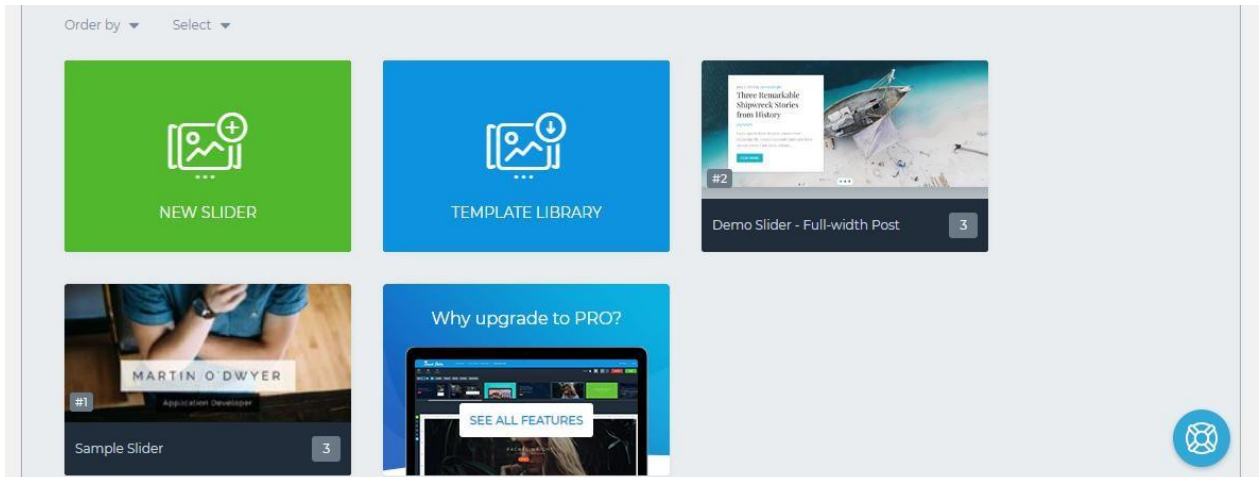 Order by
Select
NEW SLIDER
TEMPLATE LIBRARY
Three Remarkable
Shipwreck Stories
from History
#2
Demo Slider - Full-width Post
3
MARTIN O'DWYER
#1
Application Developer
Sample Slider
3
Why upgrade to PRO?
SEE ALL FEATURES